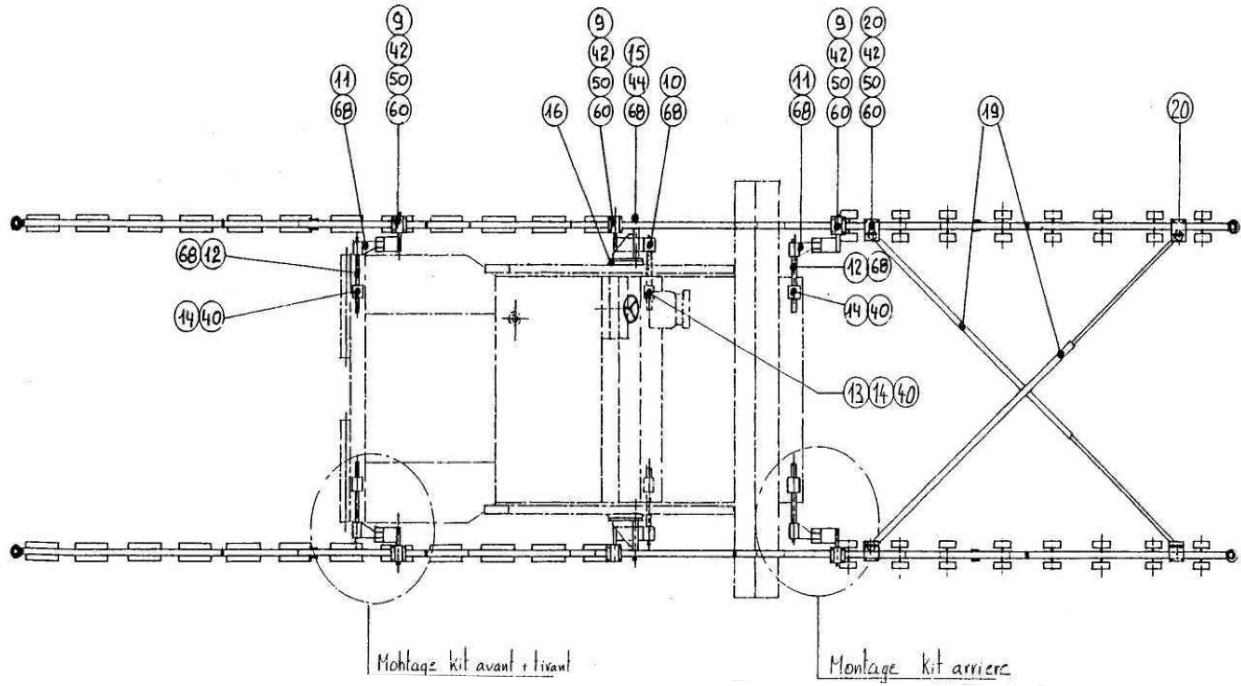 9 9 9 20
42 42 15 42 42
11 50 50 44 10 11 50 50
68 60 16 60 68 68 68 60 60 19 20
68 12
12 68
14 40
14 40
13 14 40
Montage Kit avant + tirant
Montage Kit arriere